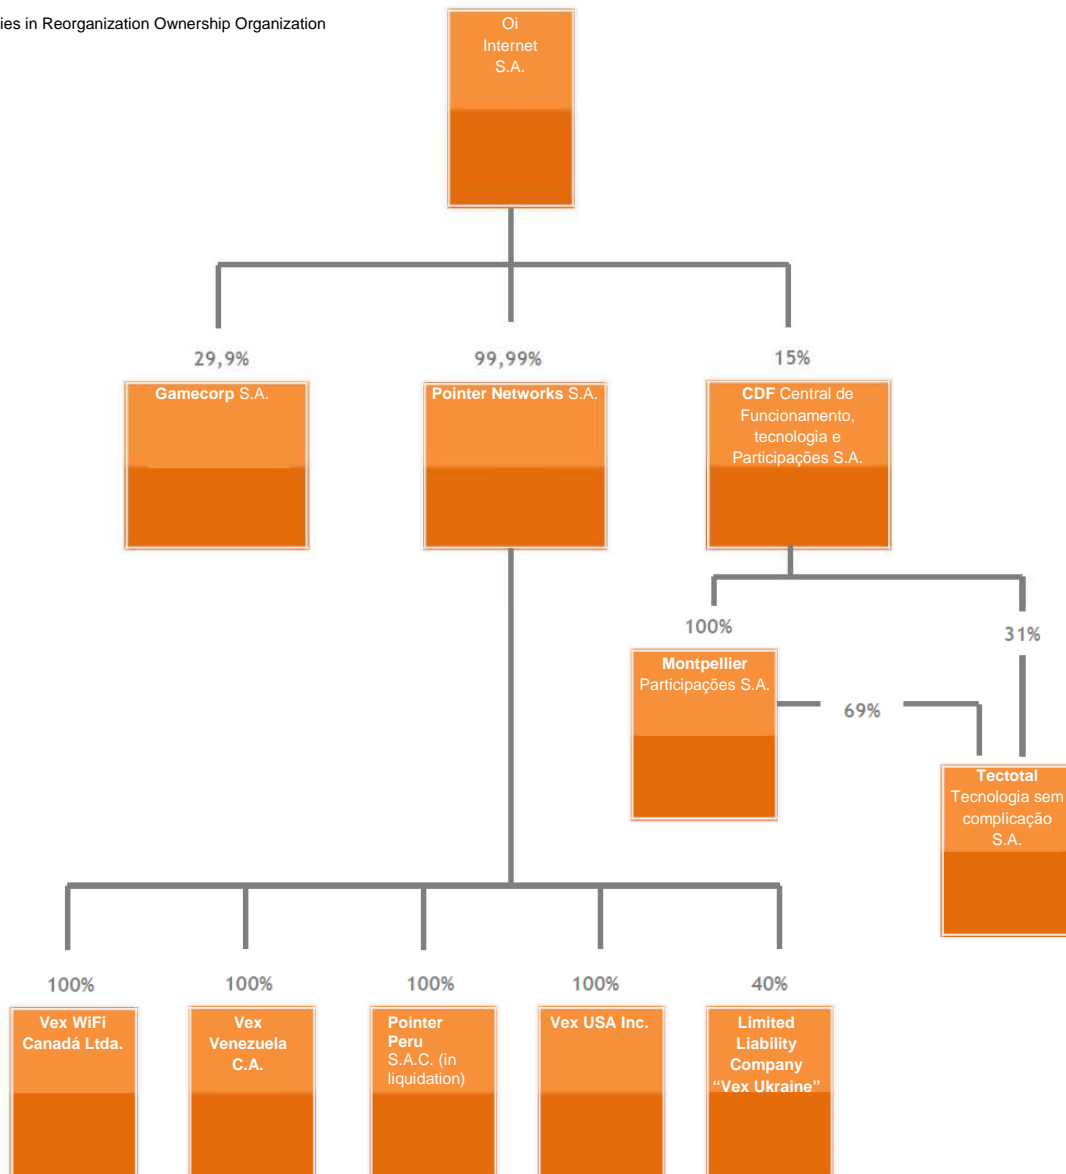 ies in Reorganization Ownership Organization
Oi
Internet
S.A.
29,9%
99,99%
15%
Gamecorp S.A.
Pointer Networks S.A.
CDF Central de
Funcionamento,
tecnologia e
Participações S.A.
100%
31%
Montpellier
Participações S.A.
69%
Tectotal
Tecnologia sem
complicação
S.A.
100%
100%
100%
100%
40%
Vex WiFi
Canadá Ltda.
Vex
Venezuela
C.A.
Pointer
Peru
S.A.C. (in
liquidation)
Vex USA Inc.
Limited
Liability
Company
“Vex Ukraine”